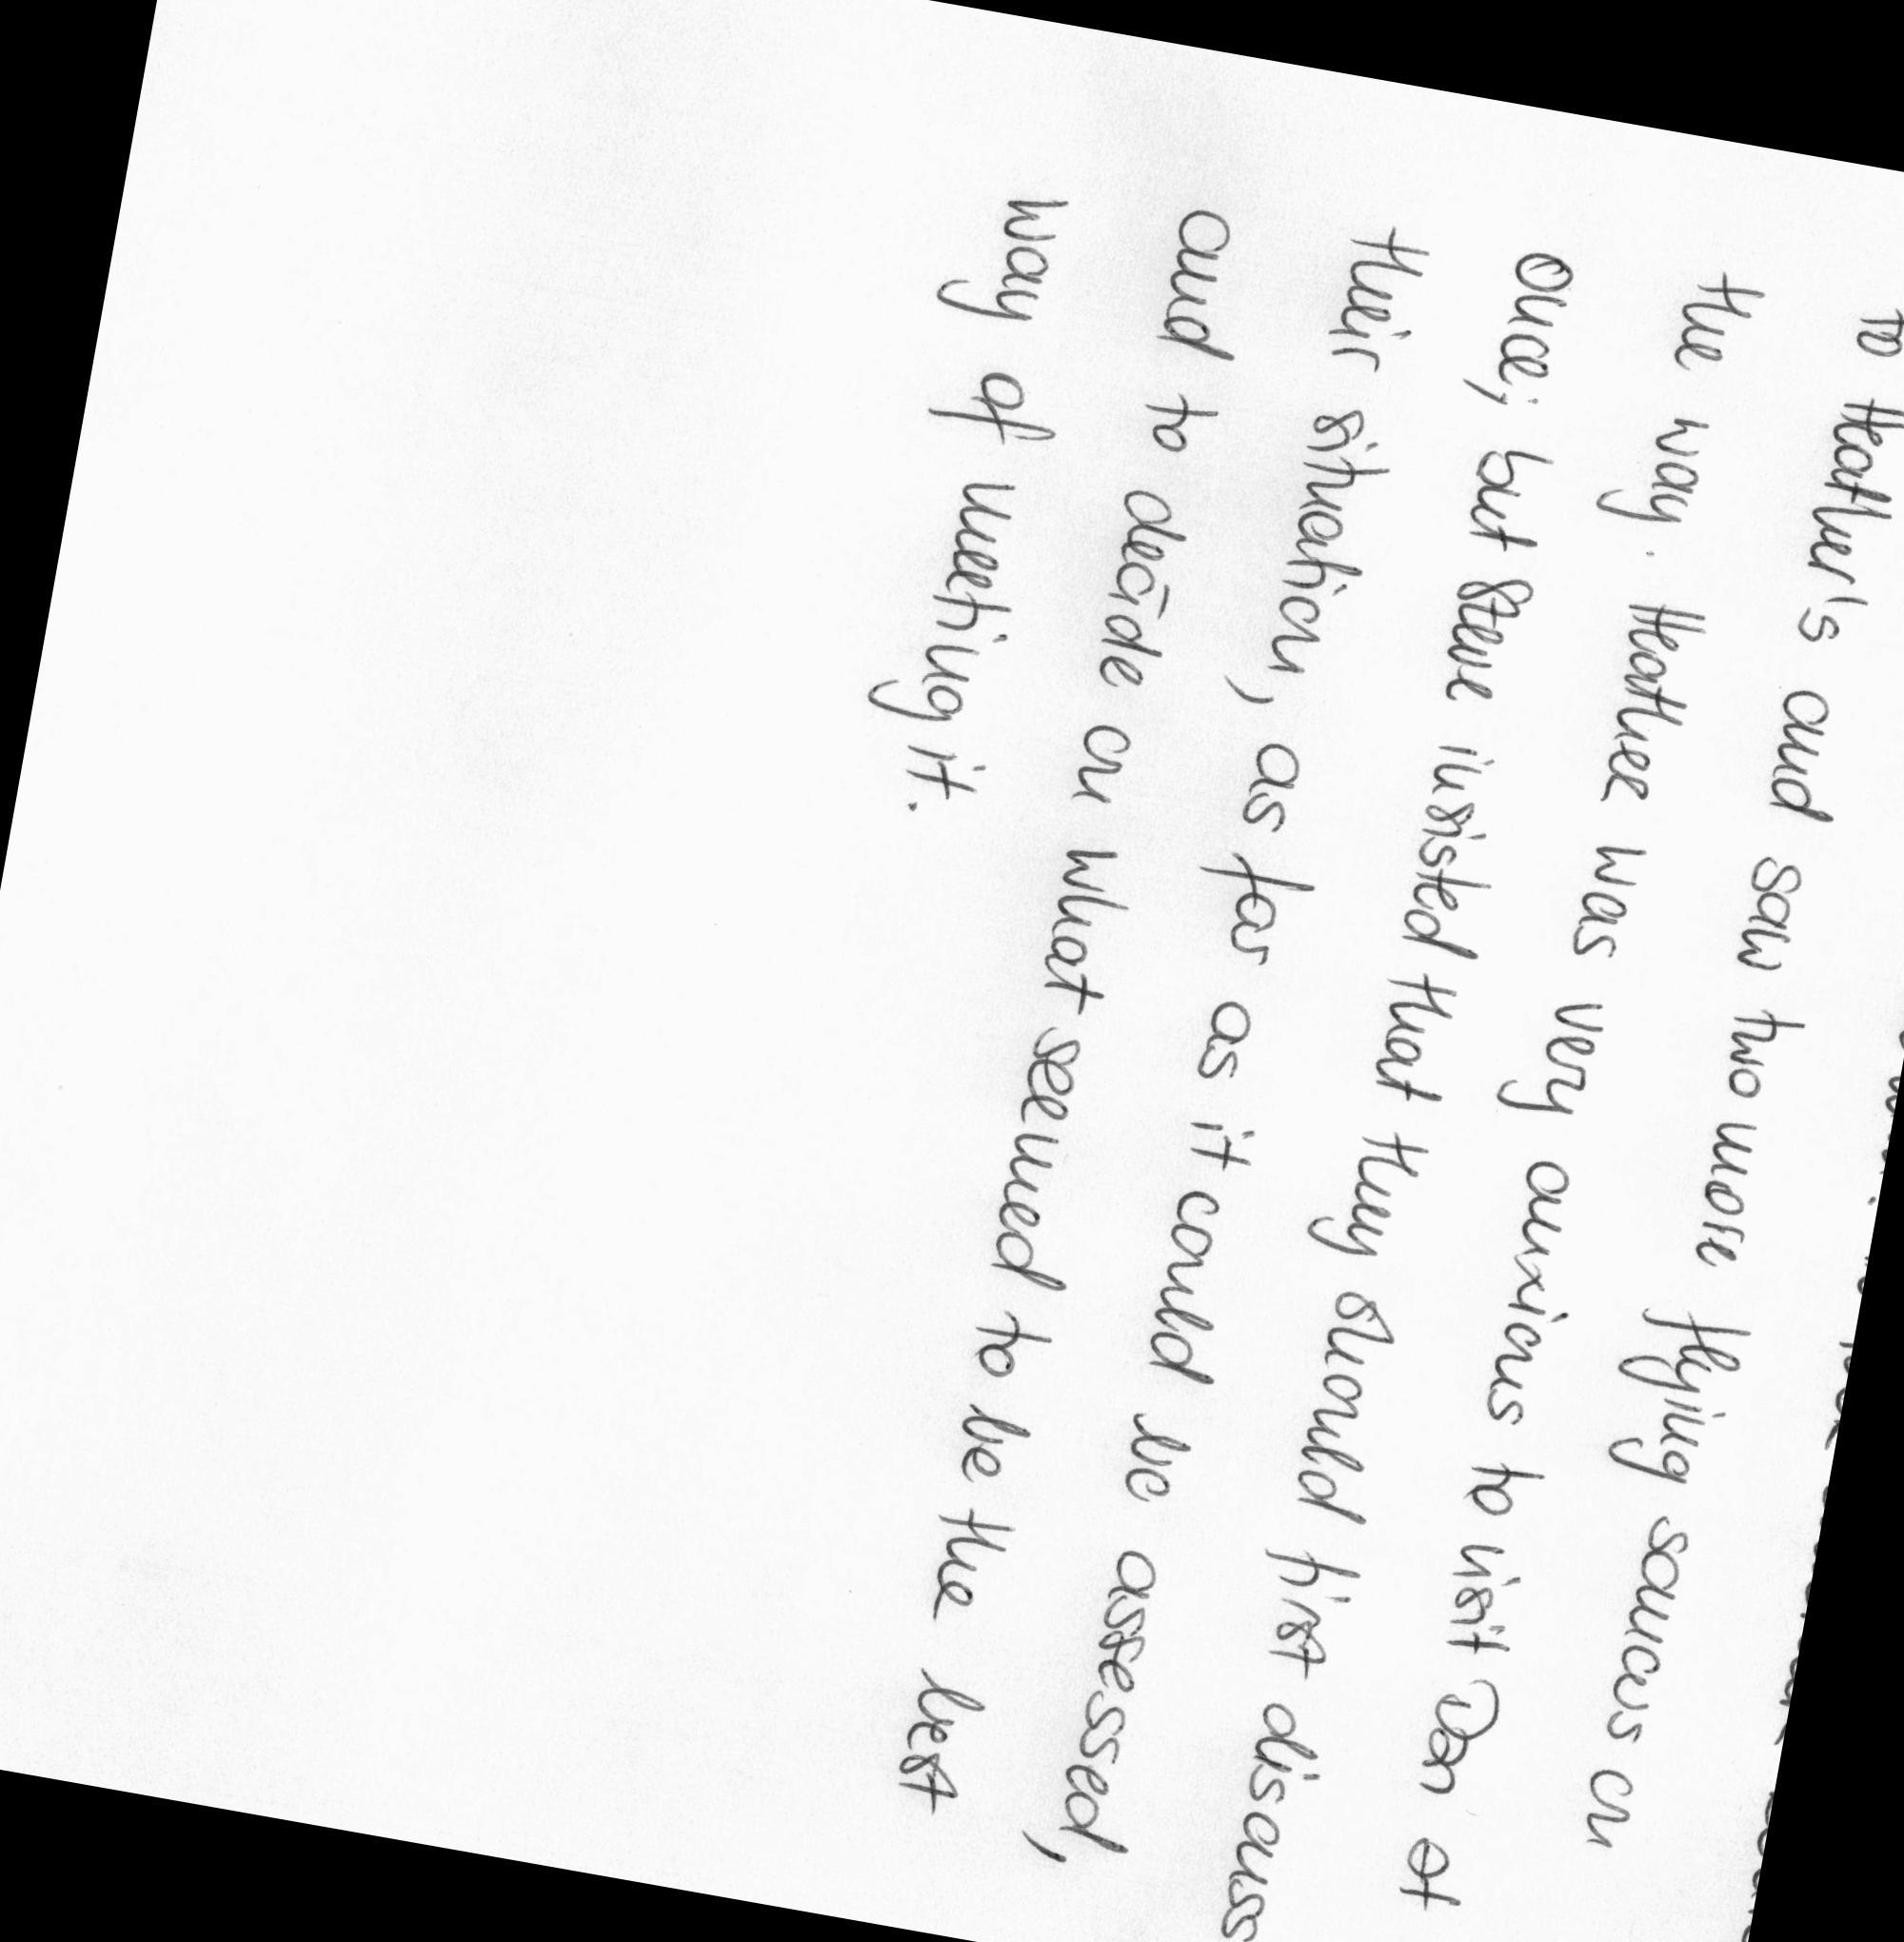 to Heather's and saw two more flying saucers on
the way. Heather was very anxious to visit Dan at
once; but Steve insisted that they should first discuss
their situation, as far as it could be assessed,
and to decide on what seemed to be the best
way of meeting it.